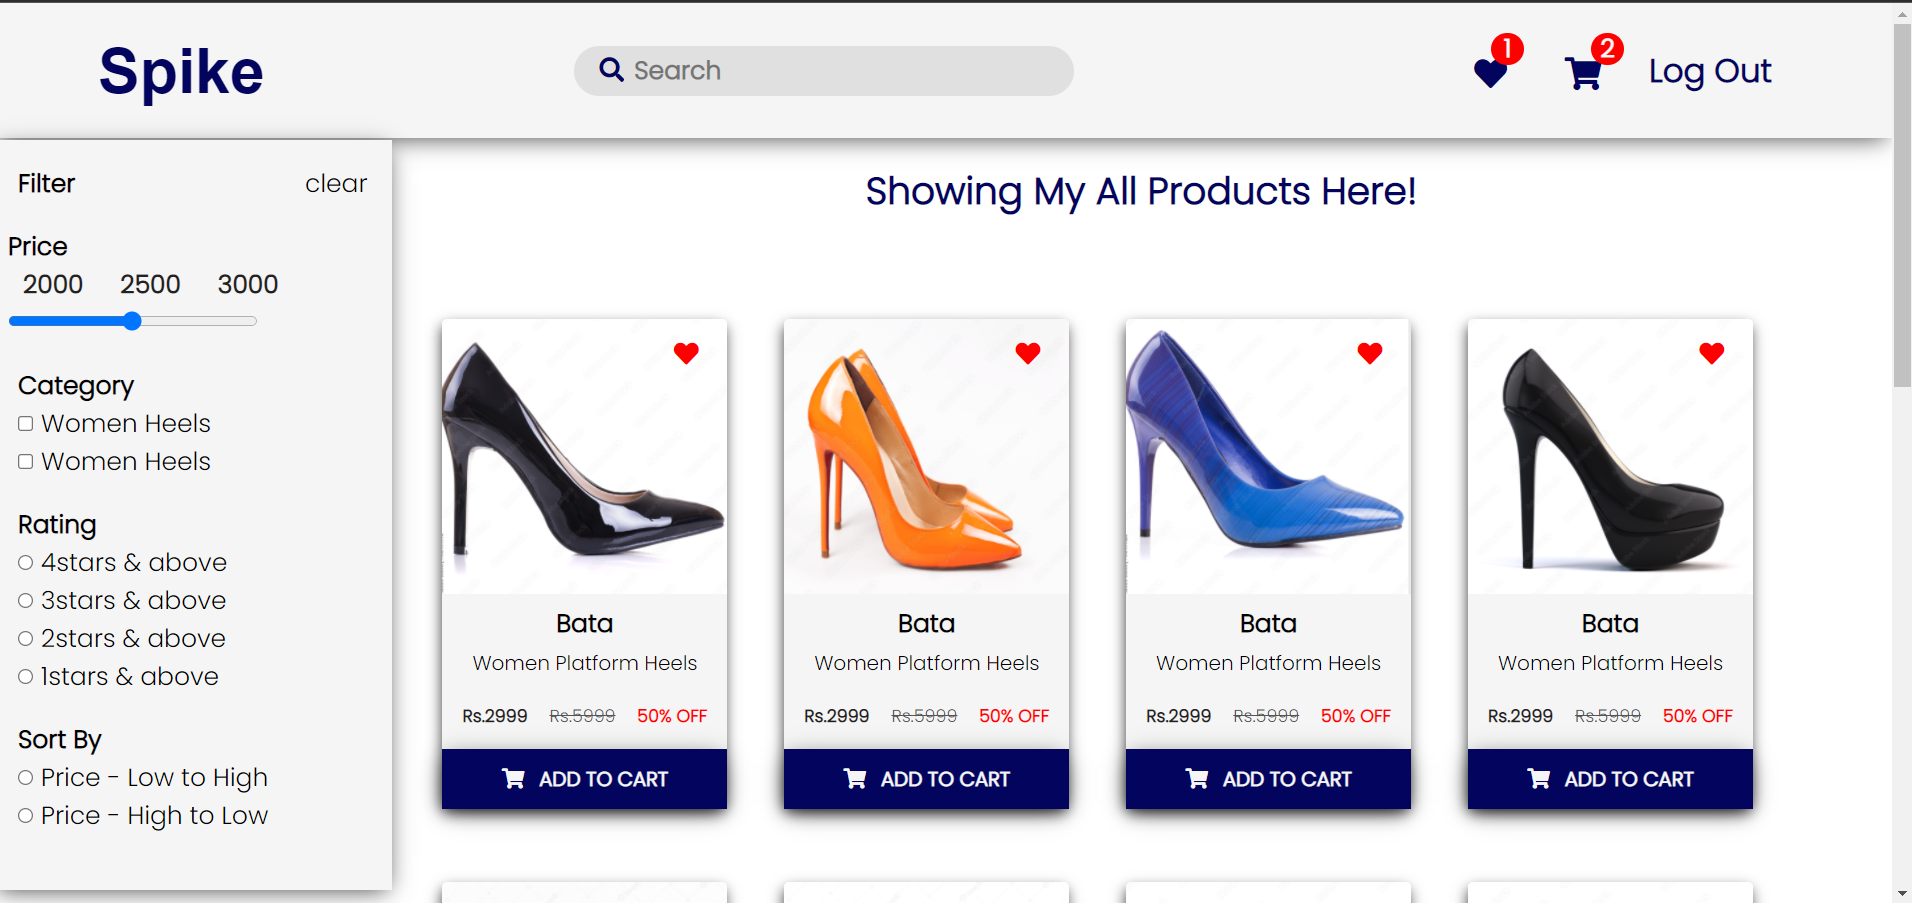 Spike
Search
1
2
Log Out
Filter
clear
Price
2000 2500 3000
Category
Women Heels
Women Heels
Rating
4stars & above
3stars & above
2stars & above
1stars & above
Sort By
Price - Low to High
Price - High to Low
Showing My All Products Here!
Bata
Women Platform Heels
Rs.2999 Rs.5999 50% OFF
ADD TO CART
Bata
Women Platform Heels
Rs.2999 Rs.5999 50% OFF
ADD TO CART
Bata
Women Platform Heels
Rs.2999 Rs.5999 50% OFF
ADD TO CART
Bata
Women Platform Heels
Rs.2999 Rs.5999 50% OFF
ADD TO CART